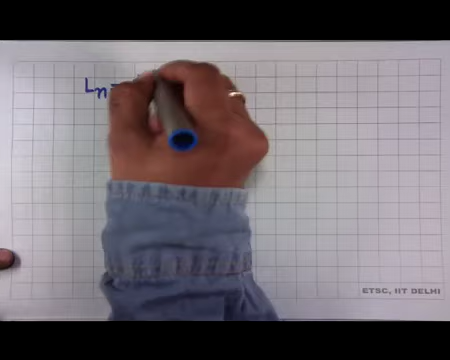 Ln =
ETSC, IIT DELHI